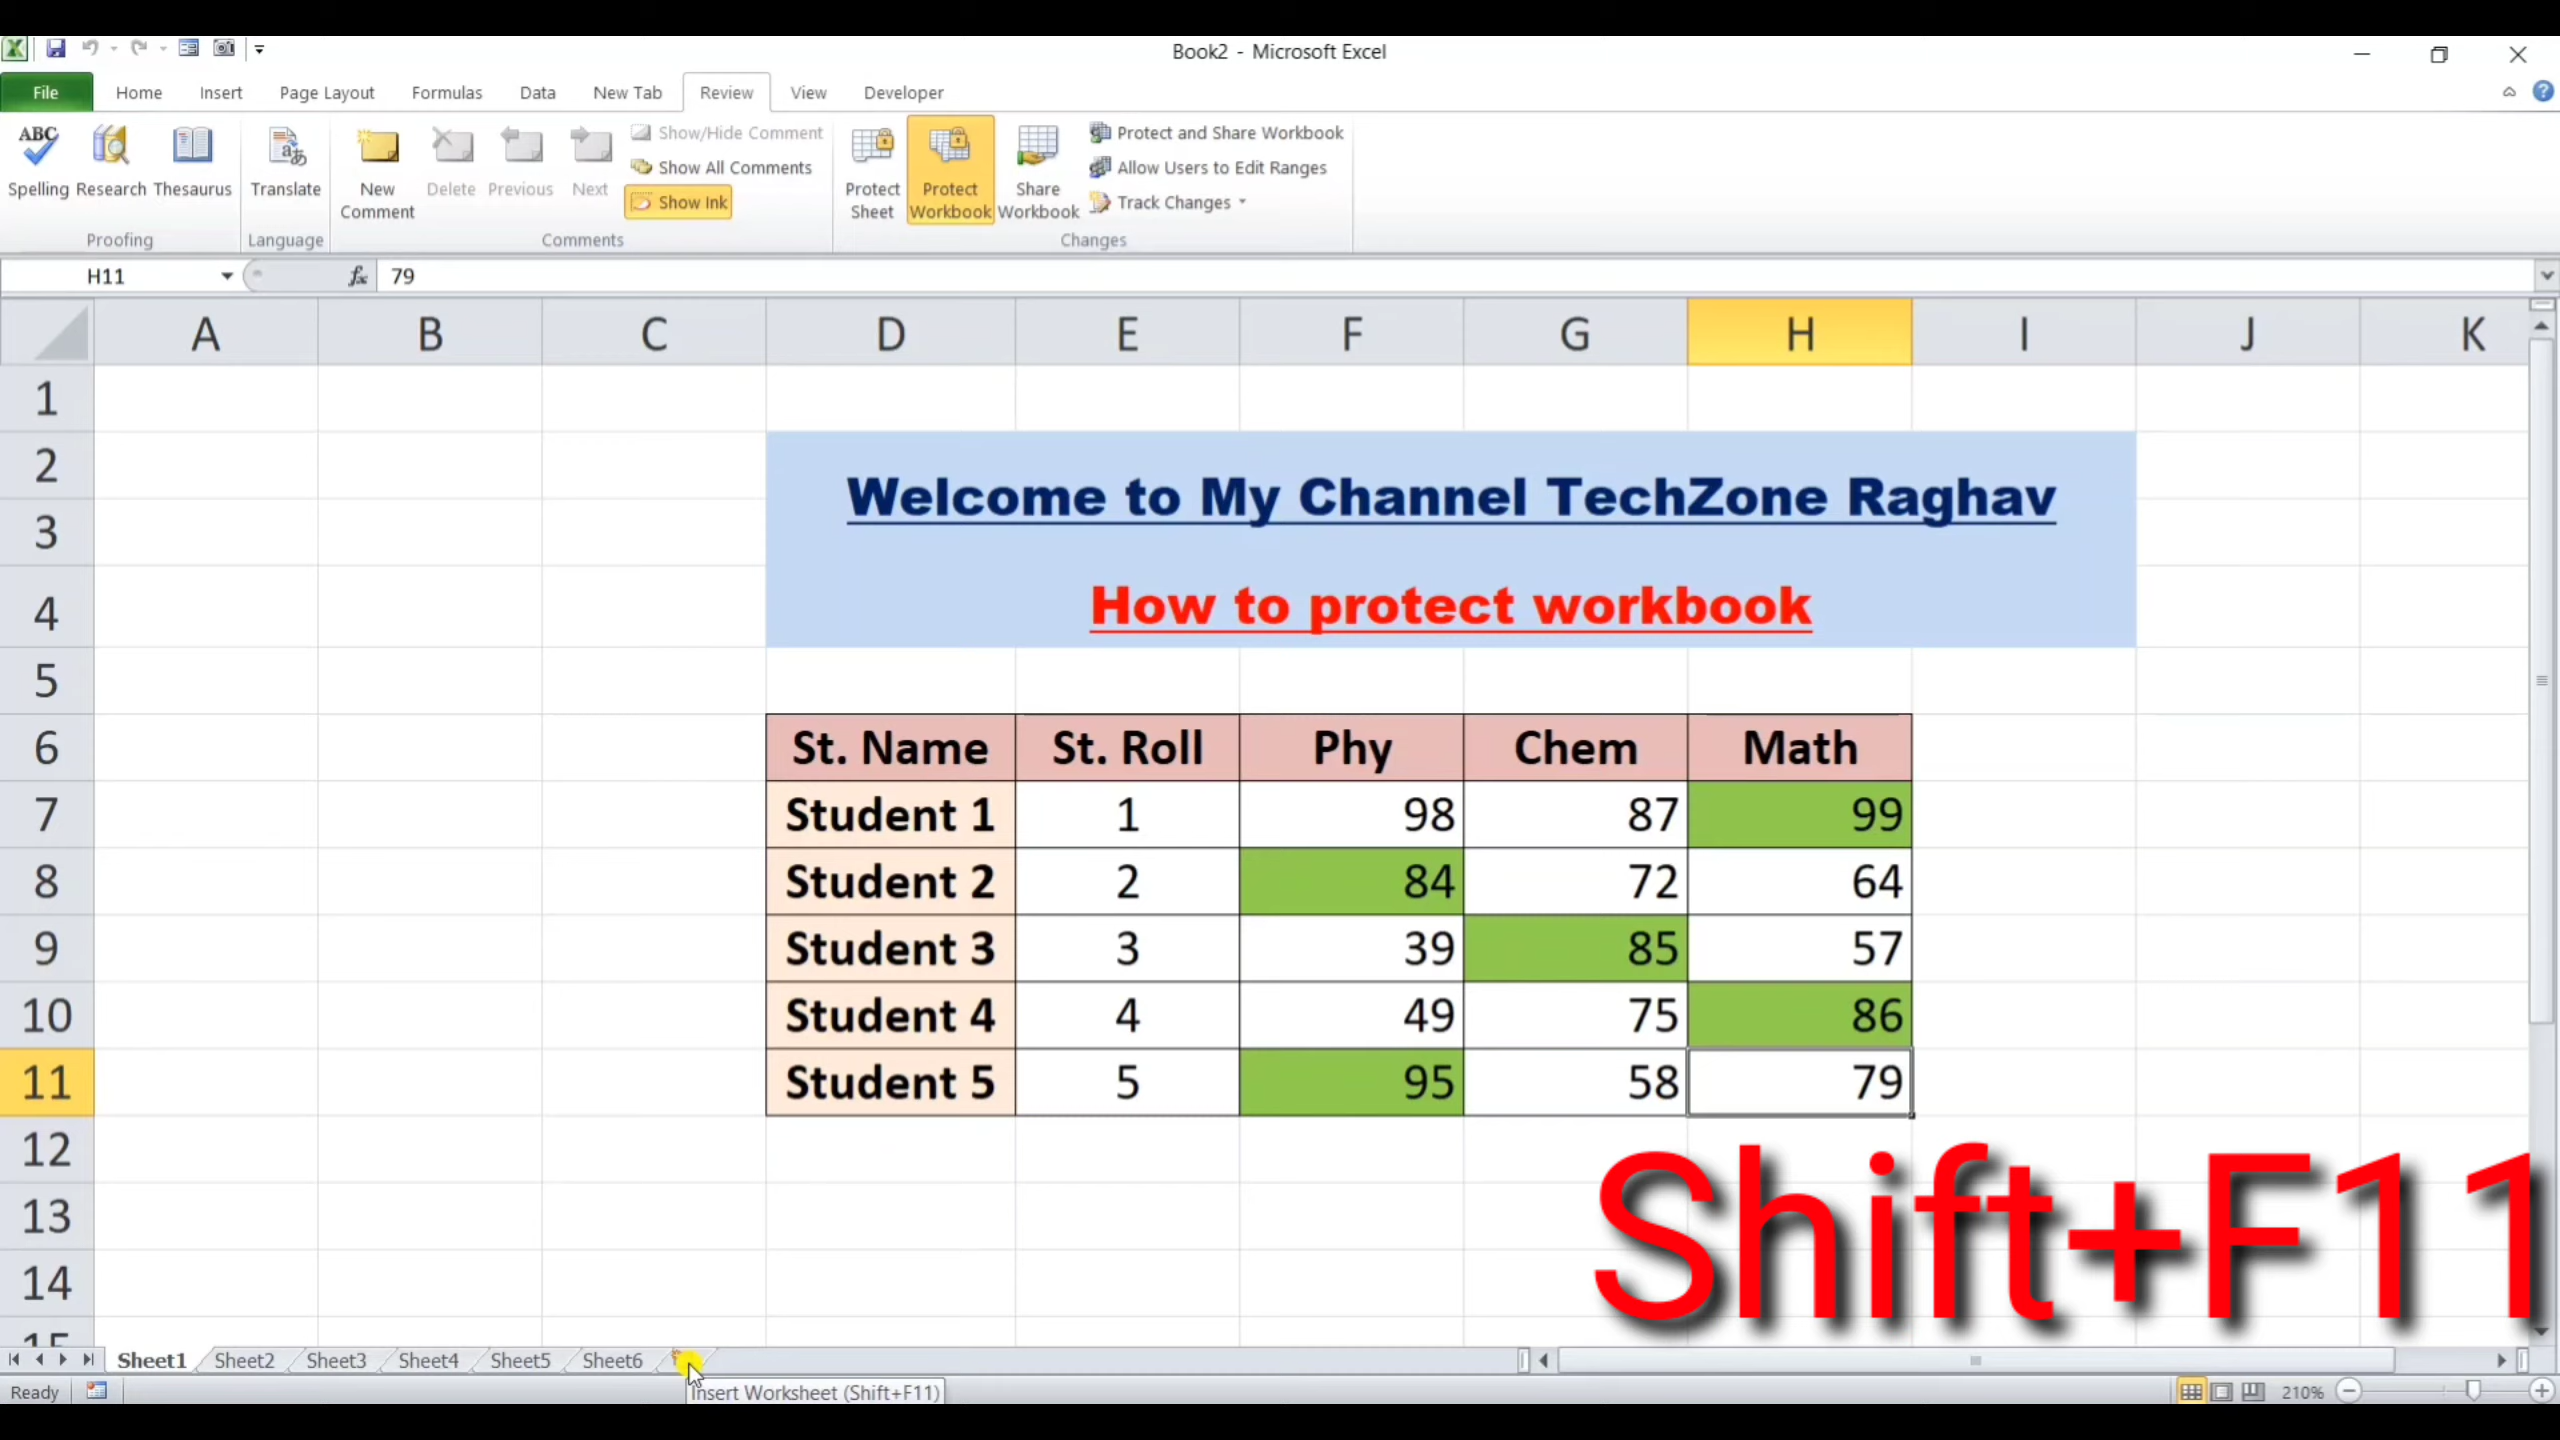 Book2 - Microsoft Excel
File Home Insert Page Layout Formulas Data New Tab Review View Developer
ABC
Spelling Research Thesaurus
Proofing
Translate
Language
New Comment Delete Previous Next
Show/Hide Comment
Show All Comments
Show Ink
Comments
Protect Sheet Protect Workbook Share Workbook
Protect and Share Workbook
Allow Users to Edit Ranges
Track Changes
Changes
H11 fx 79
A B C D E F G H I J K
1
2
Welcome to My Channel TechZone Raghav
3
4 How to protect workbook
5
6 St. Name St. Roll Phy Chem Math
7 Student 1 1 98 87 99
8 Student 2 2 84 72 64
9 Student 3 3 39 85 57
10 Student 4 4 49 75 86
11 Student 5 5 95 58 79
12
13
14
15
Shift+F11
Sheet1 Sheet2 Sheet3 Sheet4 Sheet5 Sheet6
Insert Worksheet (Shift+F11)
Ready 210%